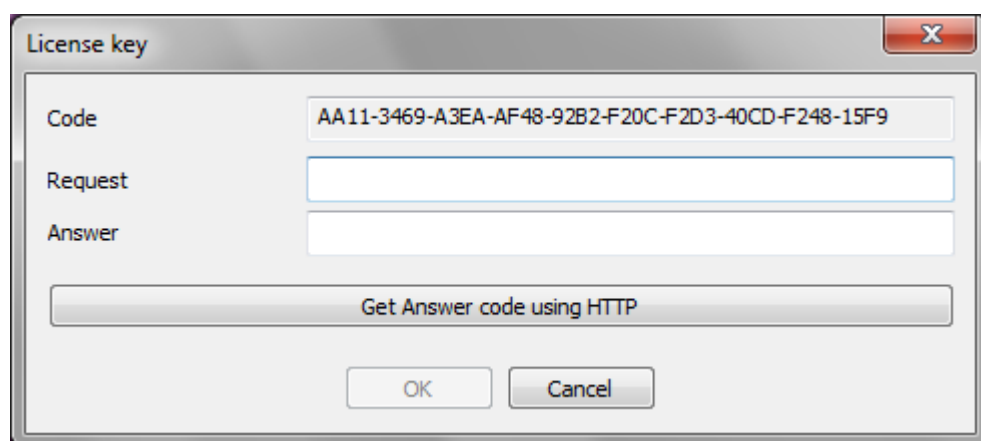 License key
Code AA11-3469-A3EA-AF48-92B2-F20C-F2D3-40CD-F248-15F9
Request
Answer
Get Answer code using HTTP
OK Cancel